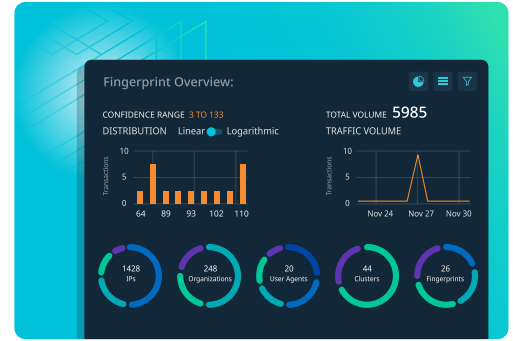 Fingerprint Overview:
CONFIDENCE RANGE 3 TO 133
DISTRIBUTION Linear Logarithmic
Transactions
10
5
0
64 89 93 102 110
TOTAL VOLUME 5985
TRAFFIC VOLUME
Transactions
10
5
0
Nov 24 Nov 27 Nov 30
1428
IPs
248
Organizations
20
User Agents
44
Clusters
26
Fingerprints